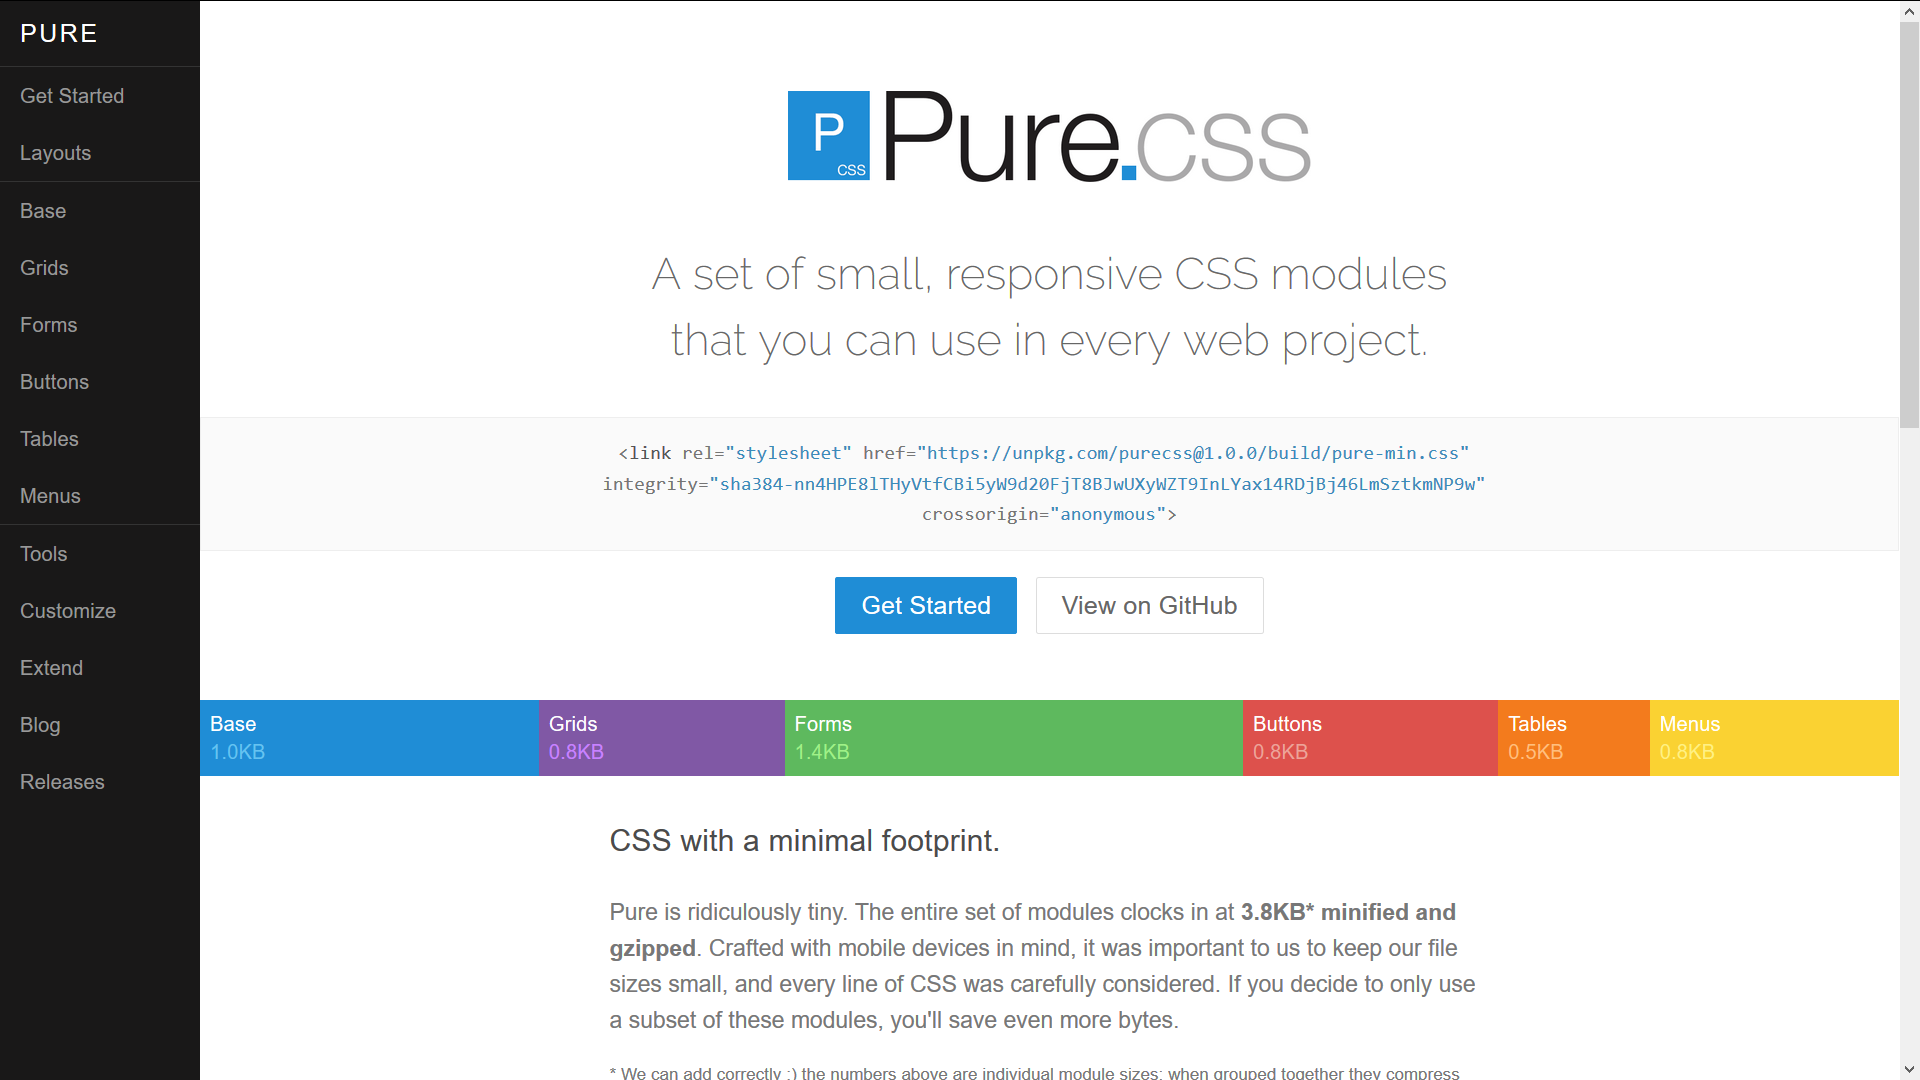 PURE
Get Started
Layouts
Base
Grids
Forms
Buttons
Tables
Menus
Tools
Customize
Extend
Blog
Releases
P
CSS
Pure.css
A set of small, responsive CSS modules
that you can use in every web project.
<link rel="stylesheet" href="https://unpkg.com/purecss@1.0.0/build/pure-min.css"
integrity="sha384-nn4HPE8lTHyVtfCBi5yW9d20FjT8BJwUXyWZT9InLYax14RDjBj46LmSztkmNP9w"
crossorigin="anonymous">
Get Started
View on GitHub
Base
1.0KB
Grids
0.8KB
Forms
1.4KB
Buttons
0.8KB
Tables
0.5KB
Menus
0.8KB
CSS with a minimal footprint.
Pure is ridiculously tiny. The entire set of modules clocks in at 3.8KB* minified and
gzipped. Crafted with mobile devices in mind, it was important to us to keep our file
sizes small, and every line of CSS was carefully considered. If you decide to only use
a subset of these modules, you'll save even more bytes.
* We can add correctly :) the numbers above are individual module sizes; when grouped together they compress